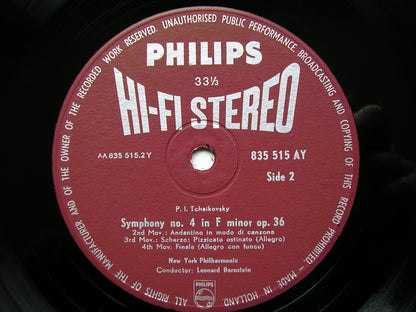 ALL RIGHTS OF THE MANUFACTURER AND OF THE OWNER OF THE RECORDED WORK RESERVED. UNAUTHORISED PUBLIC PERFORMANCE, BROADCASTING AND COPYING OF THIS RECORD PROHIBITED. - MADE IN HOLLAND.
PHILIPS
33⅓
HI-FI STEREO
AA 835 515.2Y
835 515 AY
Side 2
P. I. Tchaikovsky
Symphony no. 4 in F minor op. 36
2nd Mov.: Andantino in modo di canzona
3rd Mov.: Scherzo: Pizzicato ostinato (Allegro)
4th Mov: Finale (Allegro con fuoco)
New York Philharmonic
Conductor: Leonard Bernstein
PHILIPS